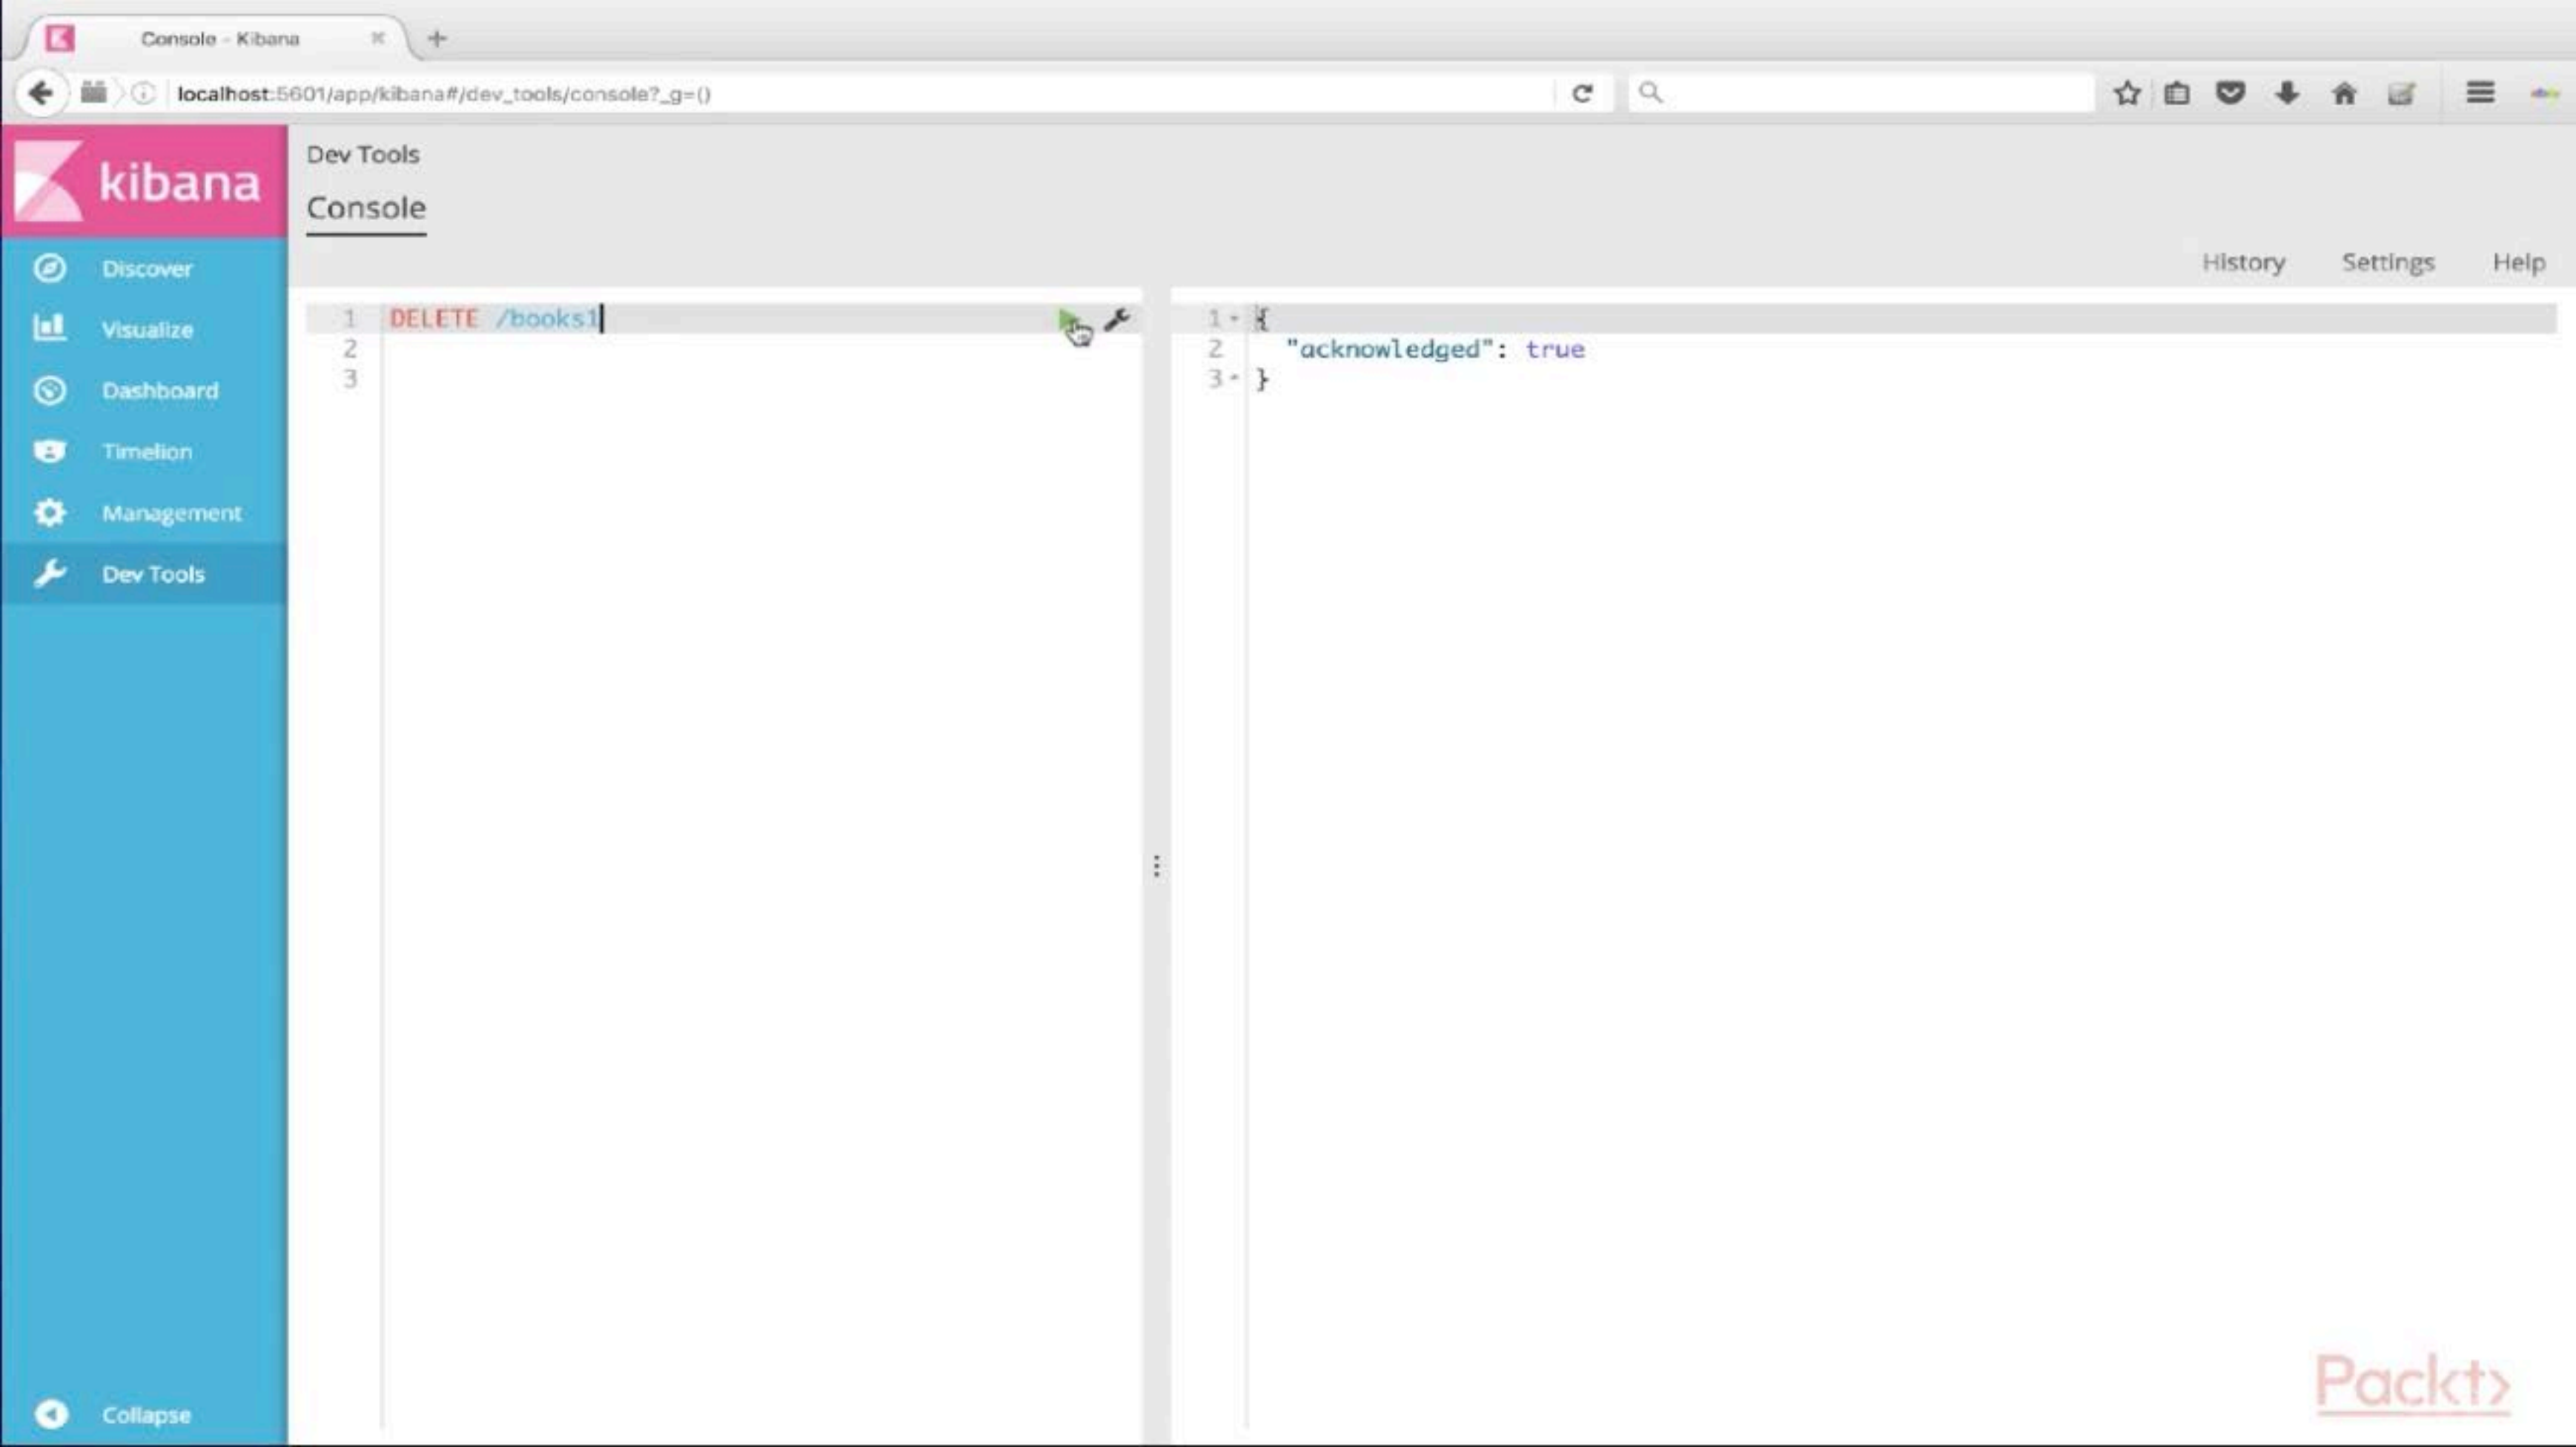 Console - Kibana
localhost:5601/app/kibana#/dev_tools/console?_g=()
kibana
Dev Tools
Console
Discover
Visualize
Dashboard
Timelion
Management
Dev Tools
Collapse
History Settings Help
1 DELETE /books1
2
3
1 {
2 "acknowledged": true
3 }
Packt>